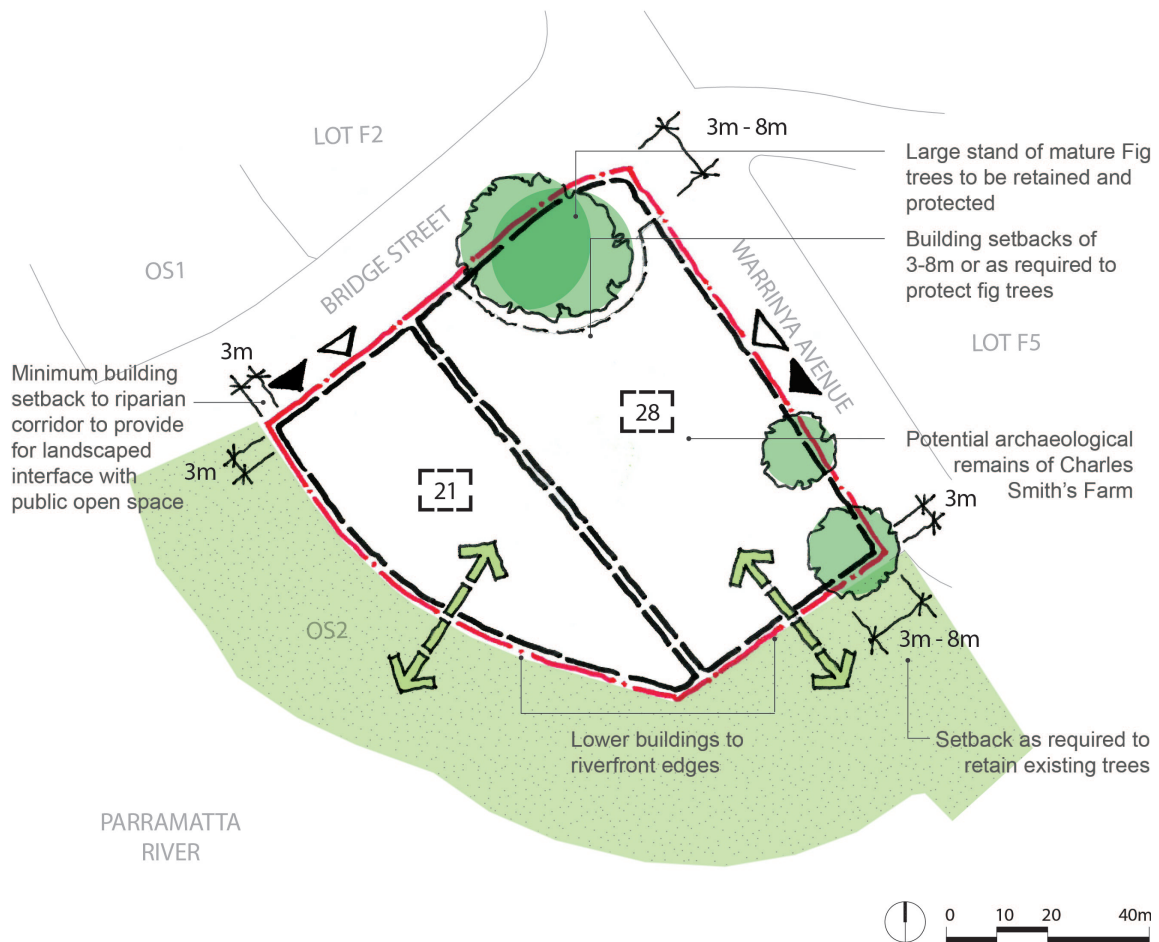 LOT F2
3m - 8m
Large stand of mature Fig
trees to be retained and
protected
BRIDGE STREET
OS1
WARRINYA AVENUE
Building setbacks of
3-8m or as required to
protect fig trees
LOT F5
3m
Minimum building
setback to riparian
corridor to provide
for landscaped
interface with
public open space
3m
28
21
Potential archaeological
remains of Charles
Smith's Farm
3m
OS2
3m - 8m
Lower buildings to
riverfront edges
Setback as required to
retain existing trees
PARRAMATTA
RIVER
0 10 20 40m